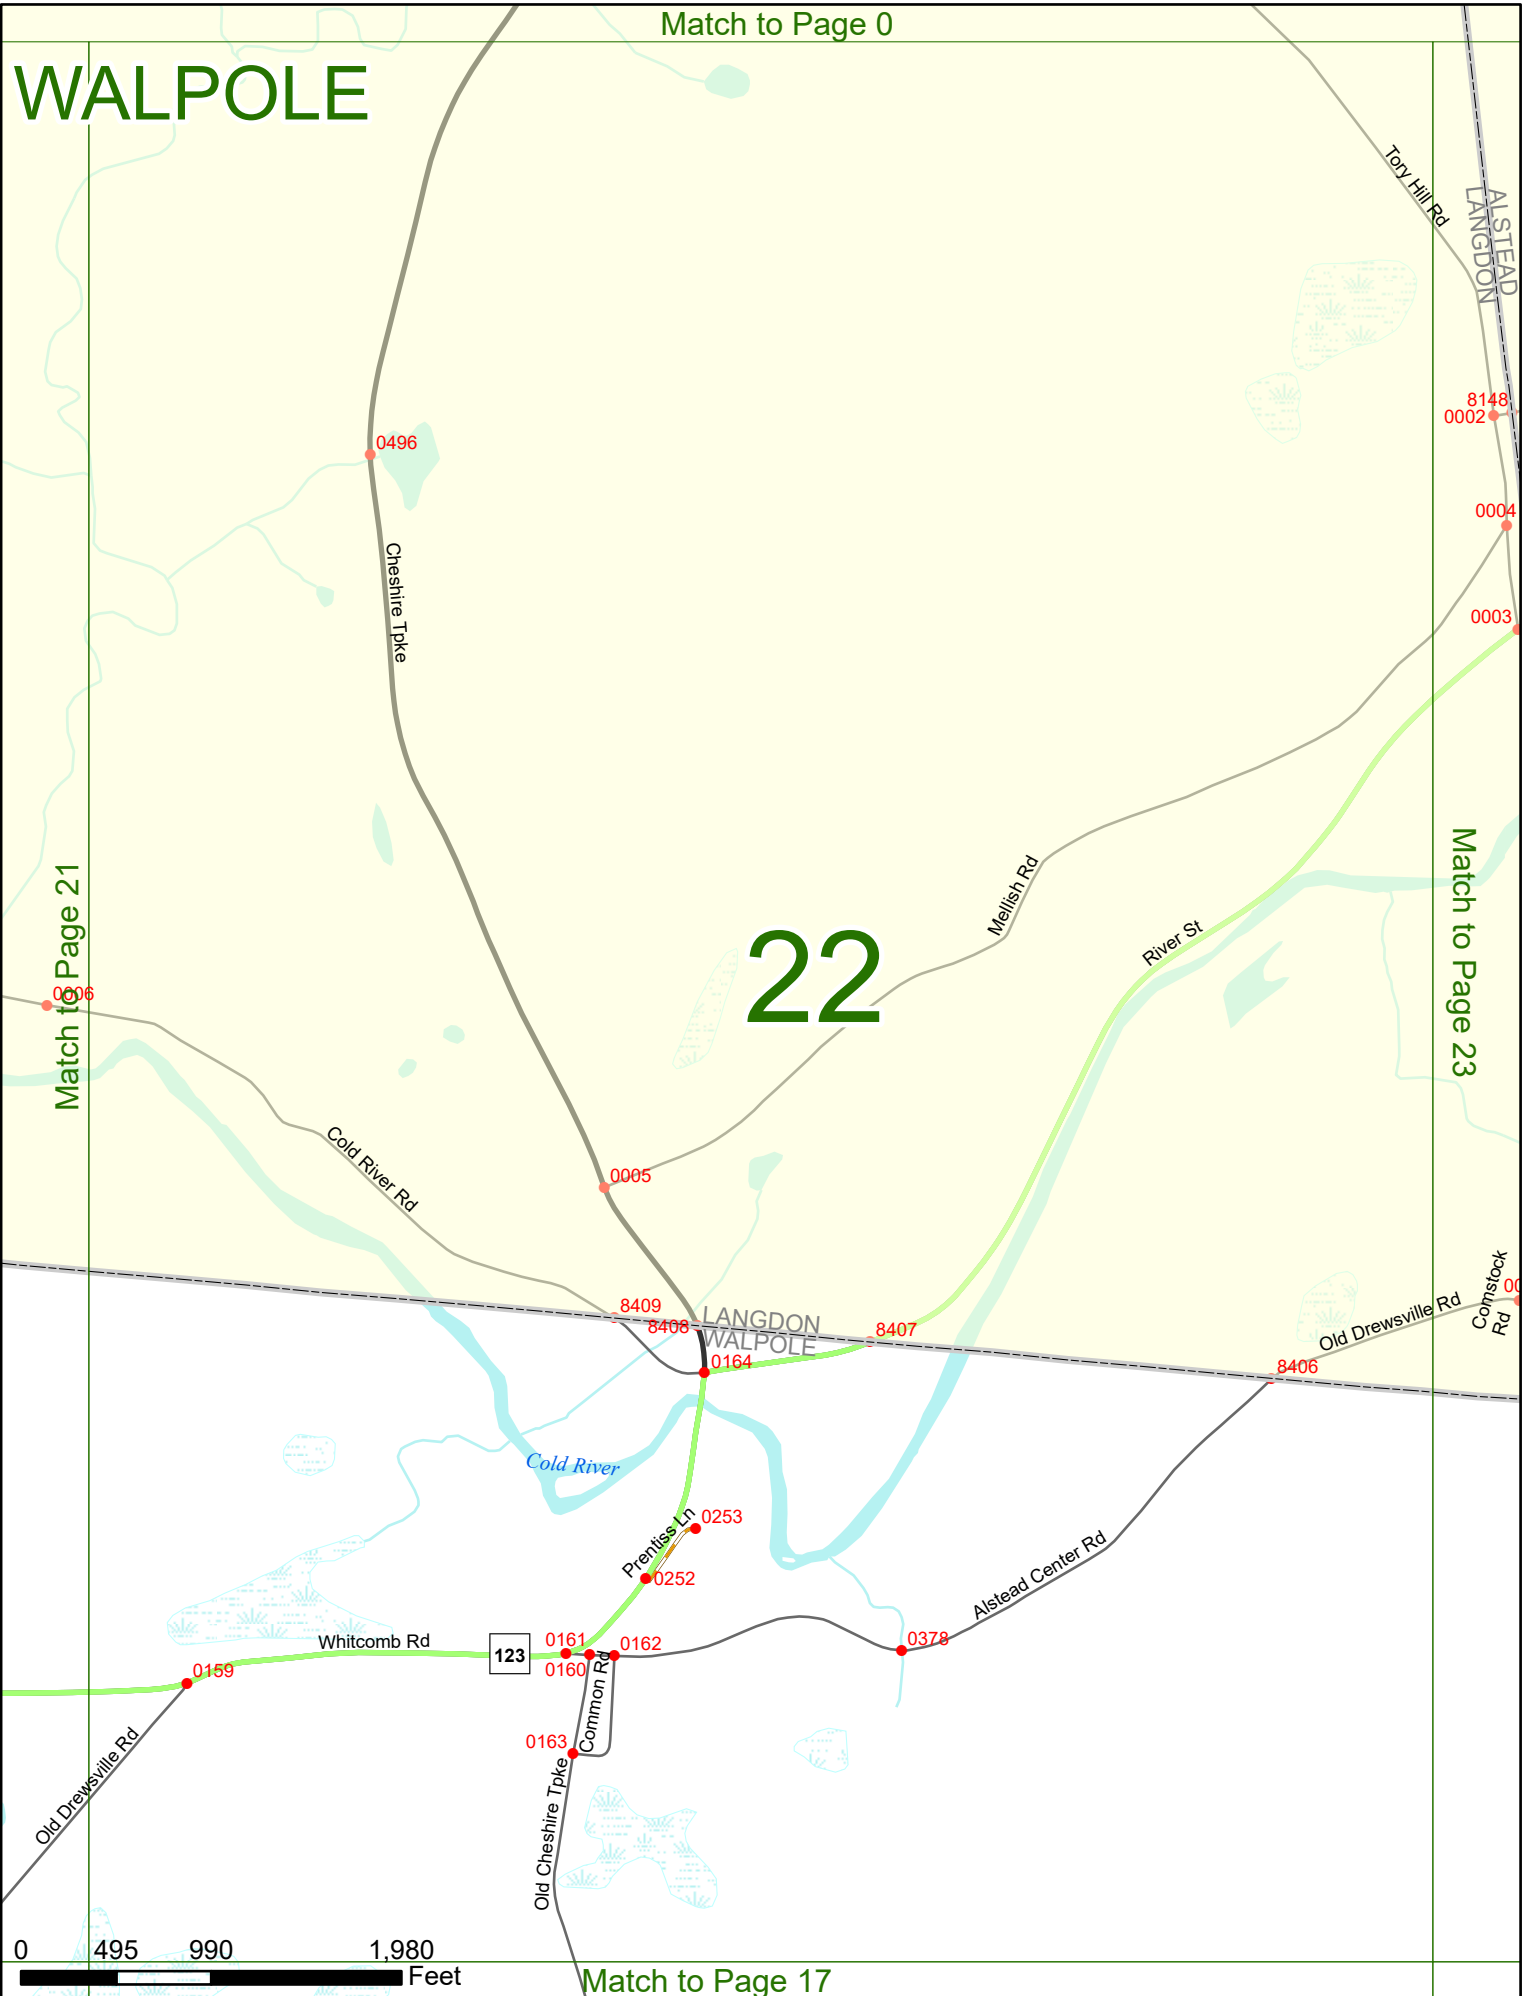 Match to Page 0
WALPOLE
Tory Hill Rd
ALSTEAD
LANGDON
8148
0002
0496
0004
Cheshire Tpke
0003
Match to Page 21
Match to Page 23
Mellish Rd
River St
22
0006
Cold River Rd
0005
Comstock
Rd
00
8409
8408
LANGDON
WALPOLE
8407
Old Drewsville Rd
0164
8406
Cold River
0253
Prentiss Ln
0252
Alstead Center Rd
Whitcomb Rd
123
0161
0160
0162
0378
0159
Common Rd
0163
Old Drewsville Rd
Old Cheshire Tpke
0 495 990 1,980
Feet
Match to Page 17